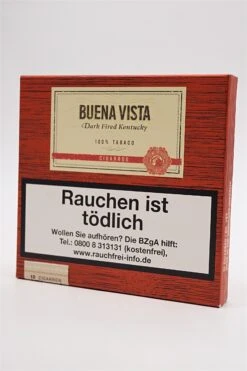 BUENA VISTA
Dark Fired Kentucky
100% TABACO
CIGARROS
Rauchen ist
tödlich
Wollen Sie aufhören? Die BZgA hilft:
Tel.: 0800 8 313131 (kostenfrei),
www.rauchfrei-info.de
10 CIGARROS